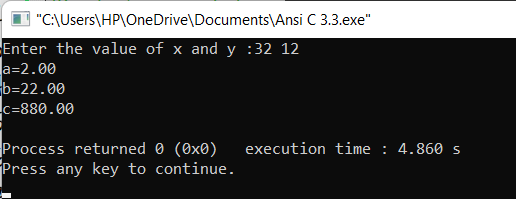 "C:\Users\HP\OneDrive\Documents\Ansi C 3.3.exe"
Enter the value of x and y :32 12
a=2.00
b=22.00
c=880.00
Process returned 0 (0x0)   execution time : 4.860 s
Press any key to continue.